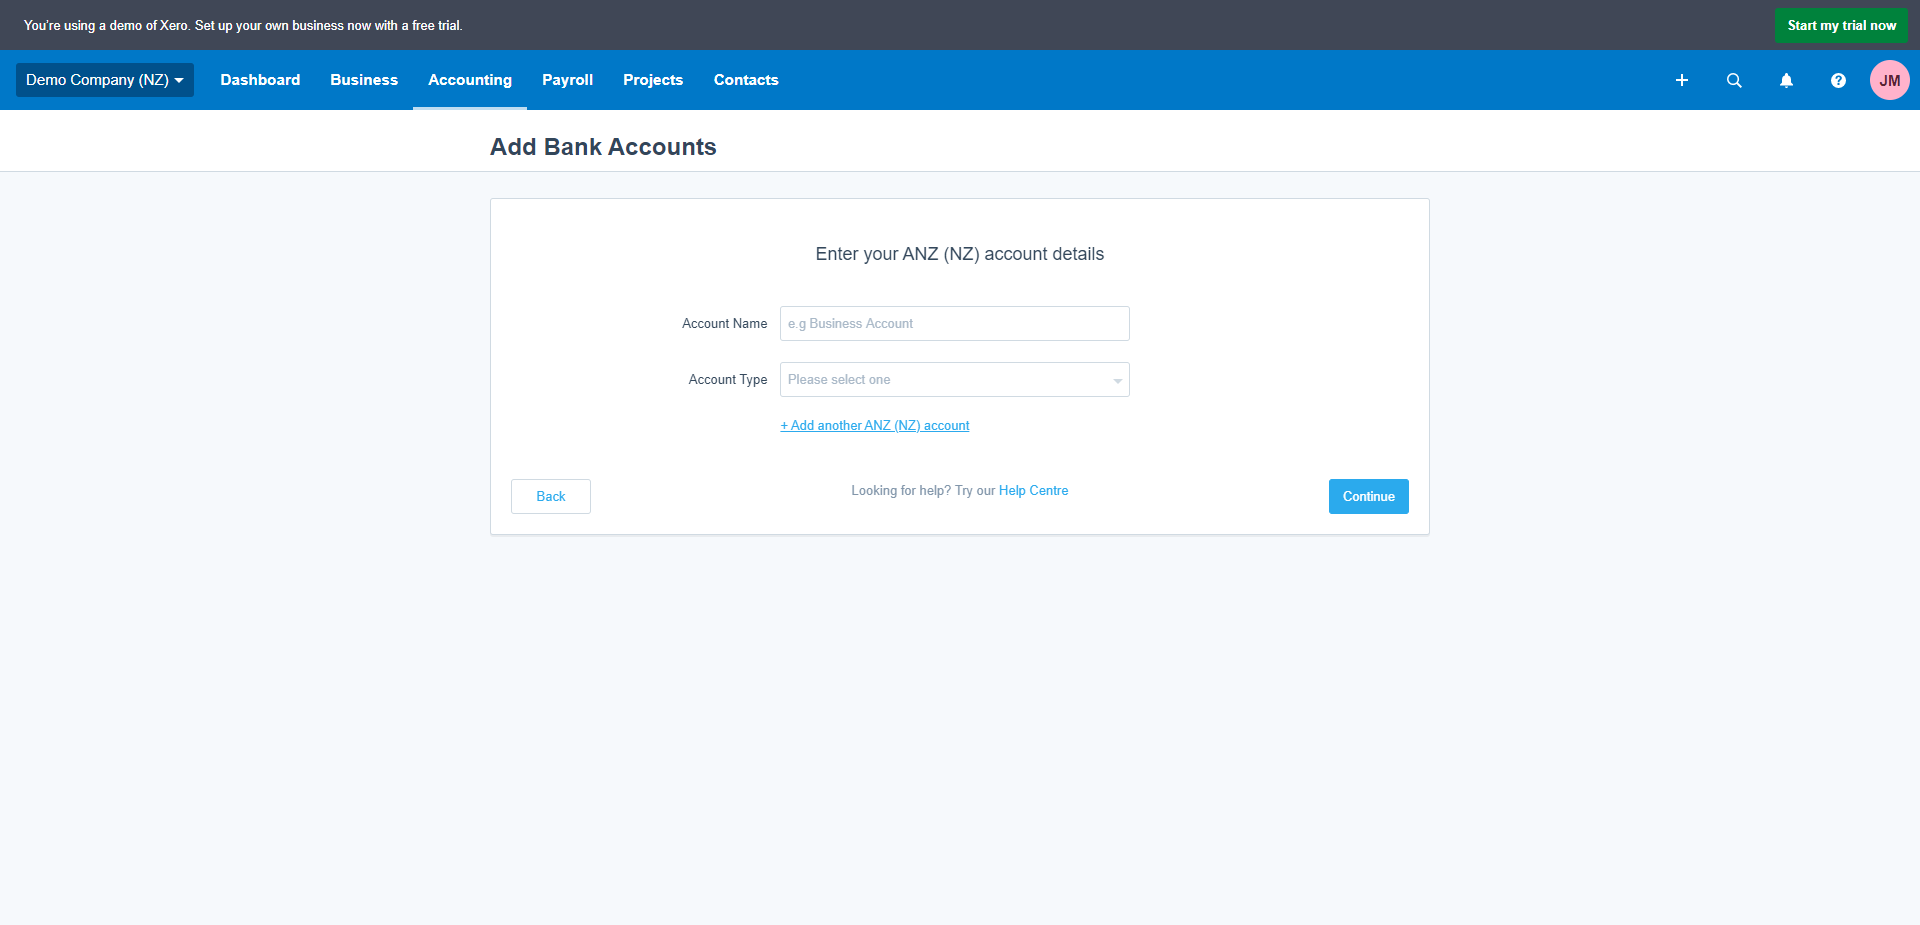 You're using a demo of Xero. Set up your own business now with a free trial.
Start my trial now
Demo Company (NZ)
Dashboard
Business
Accounting
Payroll
Projects
Contacts
JM
Add Bank Accounts
Enter your ANZ (NZ) account details
Account Name
e.g Business Account
Account Type
Please select one
+ Add another ANZ (NZ) account
Back
Looking for help? Try our Help Centre
Continue